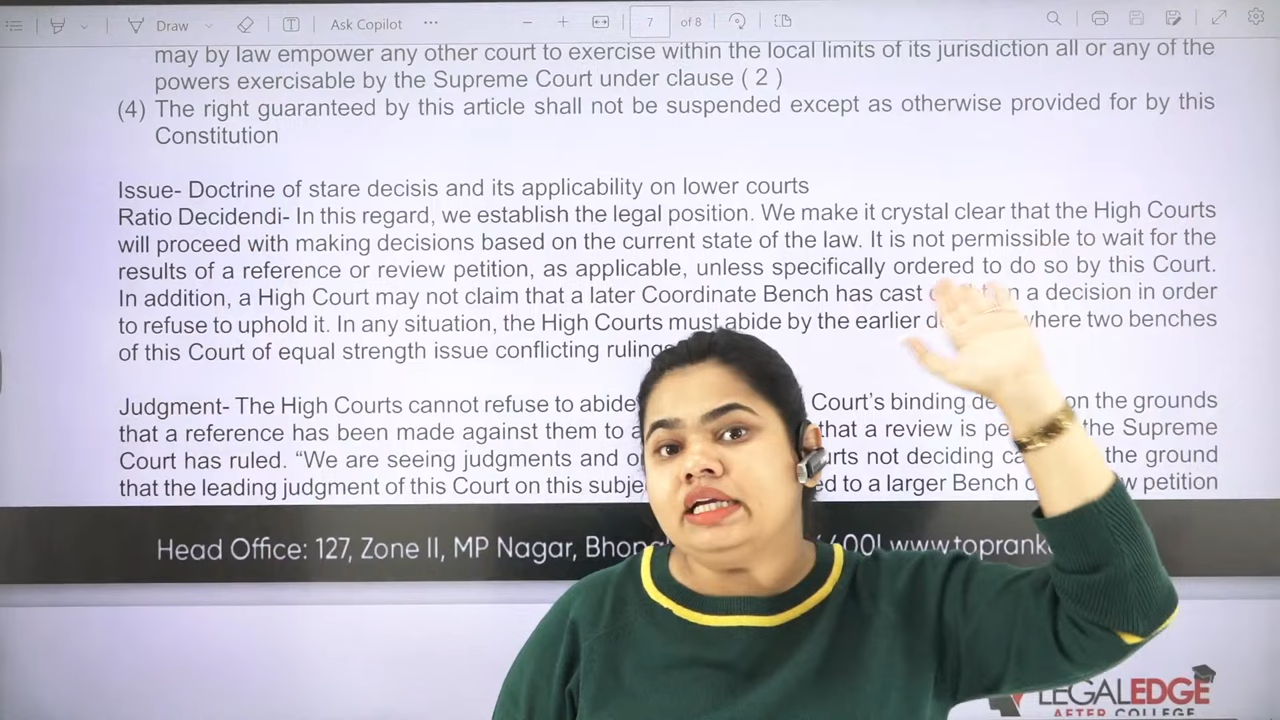 Draw
Ask Copilot
7
of 8
may by law empower any other court to exercise within the local limits of its jurisdiction all or any of the
powers exercisable by the Supreme Court under clause ( 2 )
(4) The right guaranteed by this article shall not be suspended except as otherwise provided for by this
Constitution
Issue- Doctrine of stare decisis and its applicability on lower courts
Ratio Decidendi- In this regard, we establish the legal position. We make it crystal clear that the High Courts
will proceed with making decisions based on the current state of the law. It is not permissible to wait for the
results of a reference or review petition, as applicable, unless specifically ordered to do so by this Court.
In addition, a High Court may not claim that a later Coordinate Bench has cast a decision in order
to refuse to uphold it. In any situation, the High Courts must abide by the earlier where two benches
of this Court of equal strength issue conflicting
Judgment- The High Courts cannot refuse to abide Court's binding on the grounds
that a reference has been made against them to that a review is the Supreme
Court has ruled. “We are seeing judgments and not deciding the ground
that the leading judgment of this Court on this to a larger Bench petition
Head Office: 127, Zone II, MP Nagar,
LEGALEDGE
AFTER COLLEGE